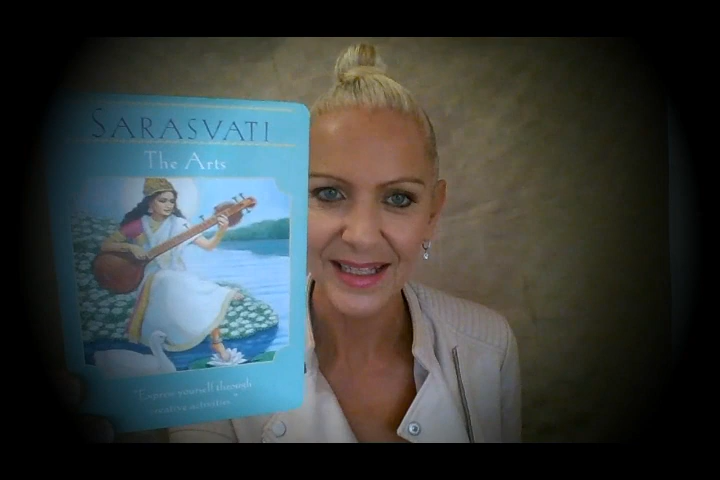 SARASVATI
The Arts
"Express yourself through
creative activities."